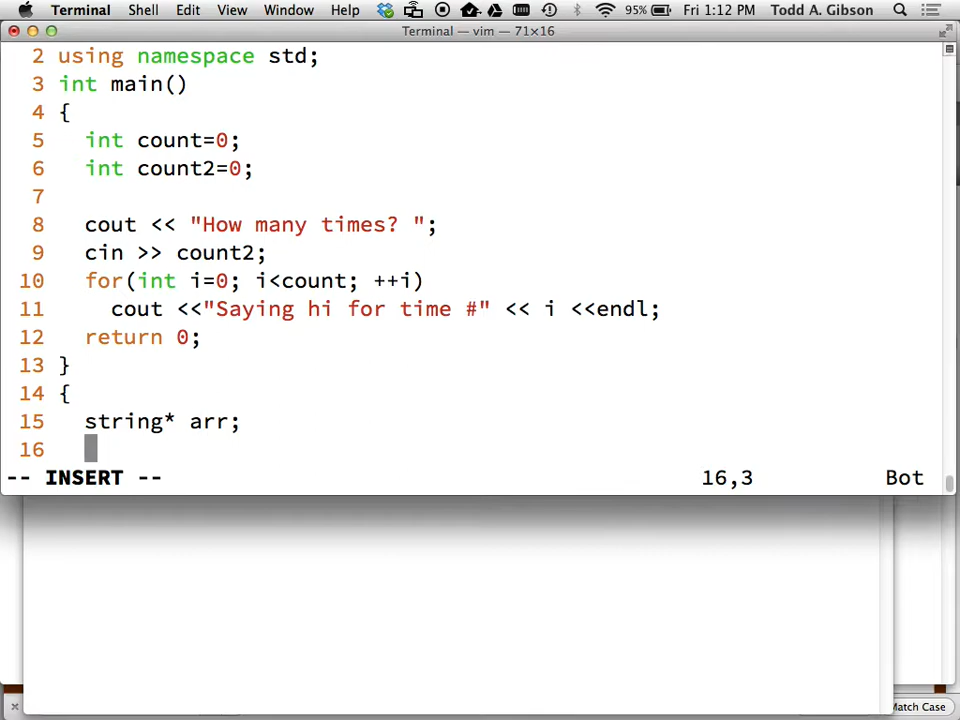 Terminal Shell Edit View Window Help 95% Fri 1:12 PM Todd A. Gibson
Terminal — vim — 71×16
2 using namespace std;
3 int main()
4 {
5   int count=0;
6   int count2=0;
7
8   cout << "How many times? ";
9   cin >> count2;
10   for(int i=0; i<count; ++i)
11     cout <<"Saying hi for time #" << i <<endl;
12   return 0;
13 }
14 {
15   string* arr;
16
-- INSERT -- 16,3 Bot
Match Case